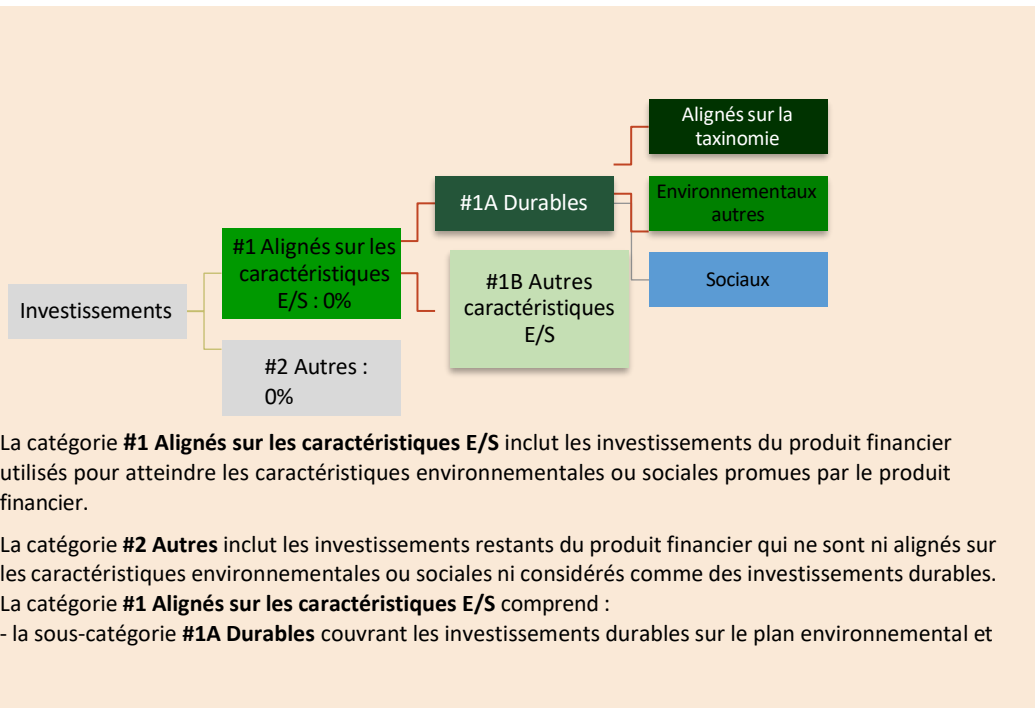 Alignés sur la
taxinomie
#1A Durables
Environnementaux
autres
#1 Alignés sur les
caractéristiques
E/S : 0%
#1B Autres
caractéristiques
E/S
Sociaux
Investissements
#2 Autres :
0%
La catégorie #1 Alignés sur les caractéristiques E/S inclut les investissements du produit financier
utilisés pour atteindre les caractéristiques environnementales ou sociales promues par le produit
financier.
La catégorie #2 Autres inclut les investissements restants du produit financier qui ne sont ni alignés sur
les caractéristiques environnementales ou sociales ni considérés comme des investissements durables.
La catégorie #1 Alignés sur les caractéristiques E/S comprend :
- la sous-catégorie #1A Durables couvrant les investissements durables sur le plan environnemental et